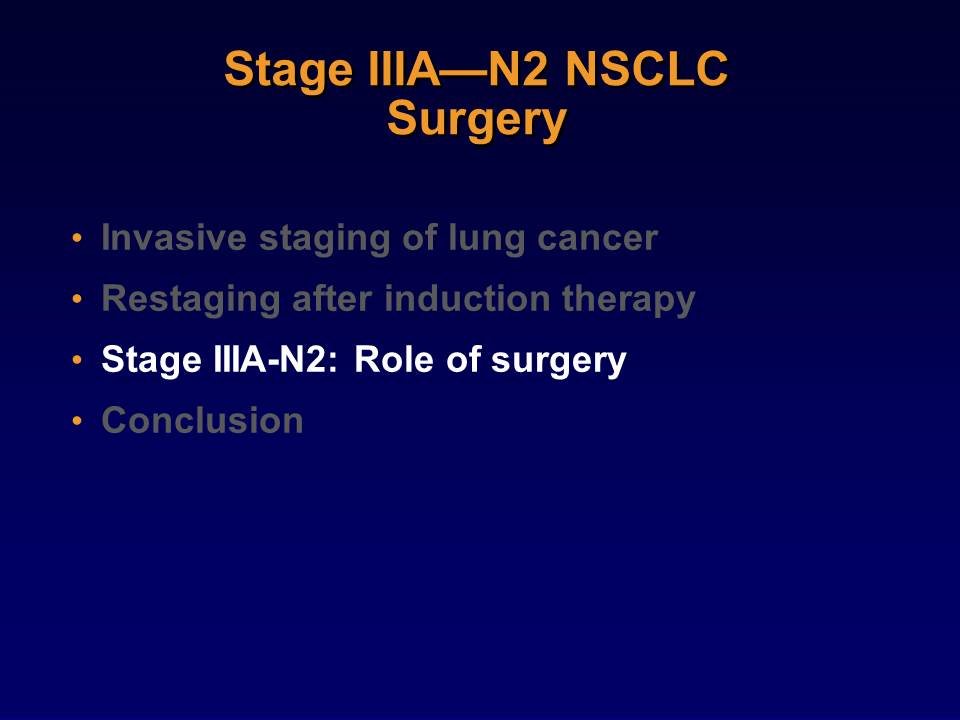 Stage IIIA—N2 NSCLC
Surgery
• Invasive staging of lung cancer
• Restaging after induction therapy
• Stage IIIA-N2: Role of surgery
• Conclusion